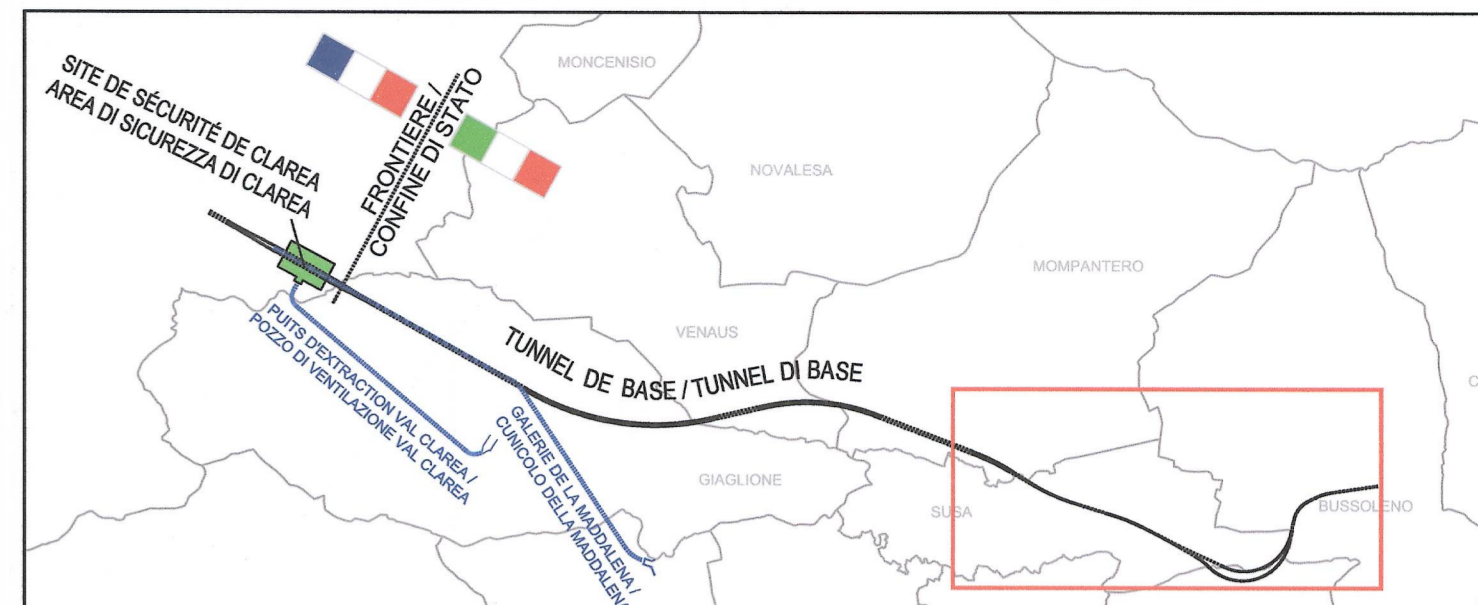 MONCENISIO
SITE DE SÉCURITÉ DE CLAREA
AREA DI SICUREZZA DI CLAREA
FRONTIERE /
CONFINE DI STATO
NOVALESA
MOMPANTERO
VENAUS
TUNNEL DE BASE / TUNNEL DI BASE
PUITS D'EXTRACTION VAL CLAREA /
POZZO DI VENTILAZIONE VAL CLAREA
GALERIE DE LA MADDALENA /
CUNICOLO DELLA MADDALENA
GIAGLIONE
SUSA
BUSSOLENO
C